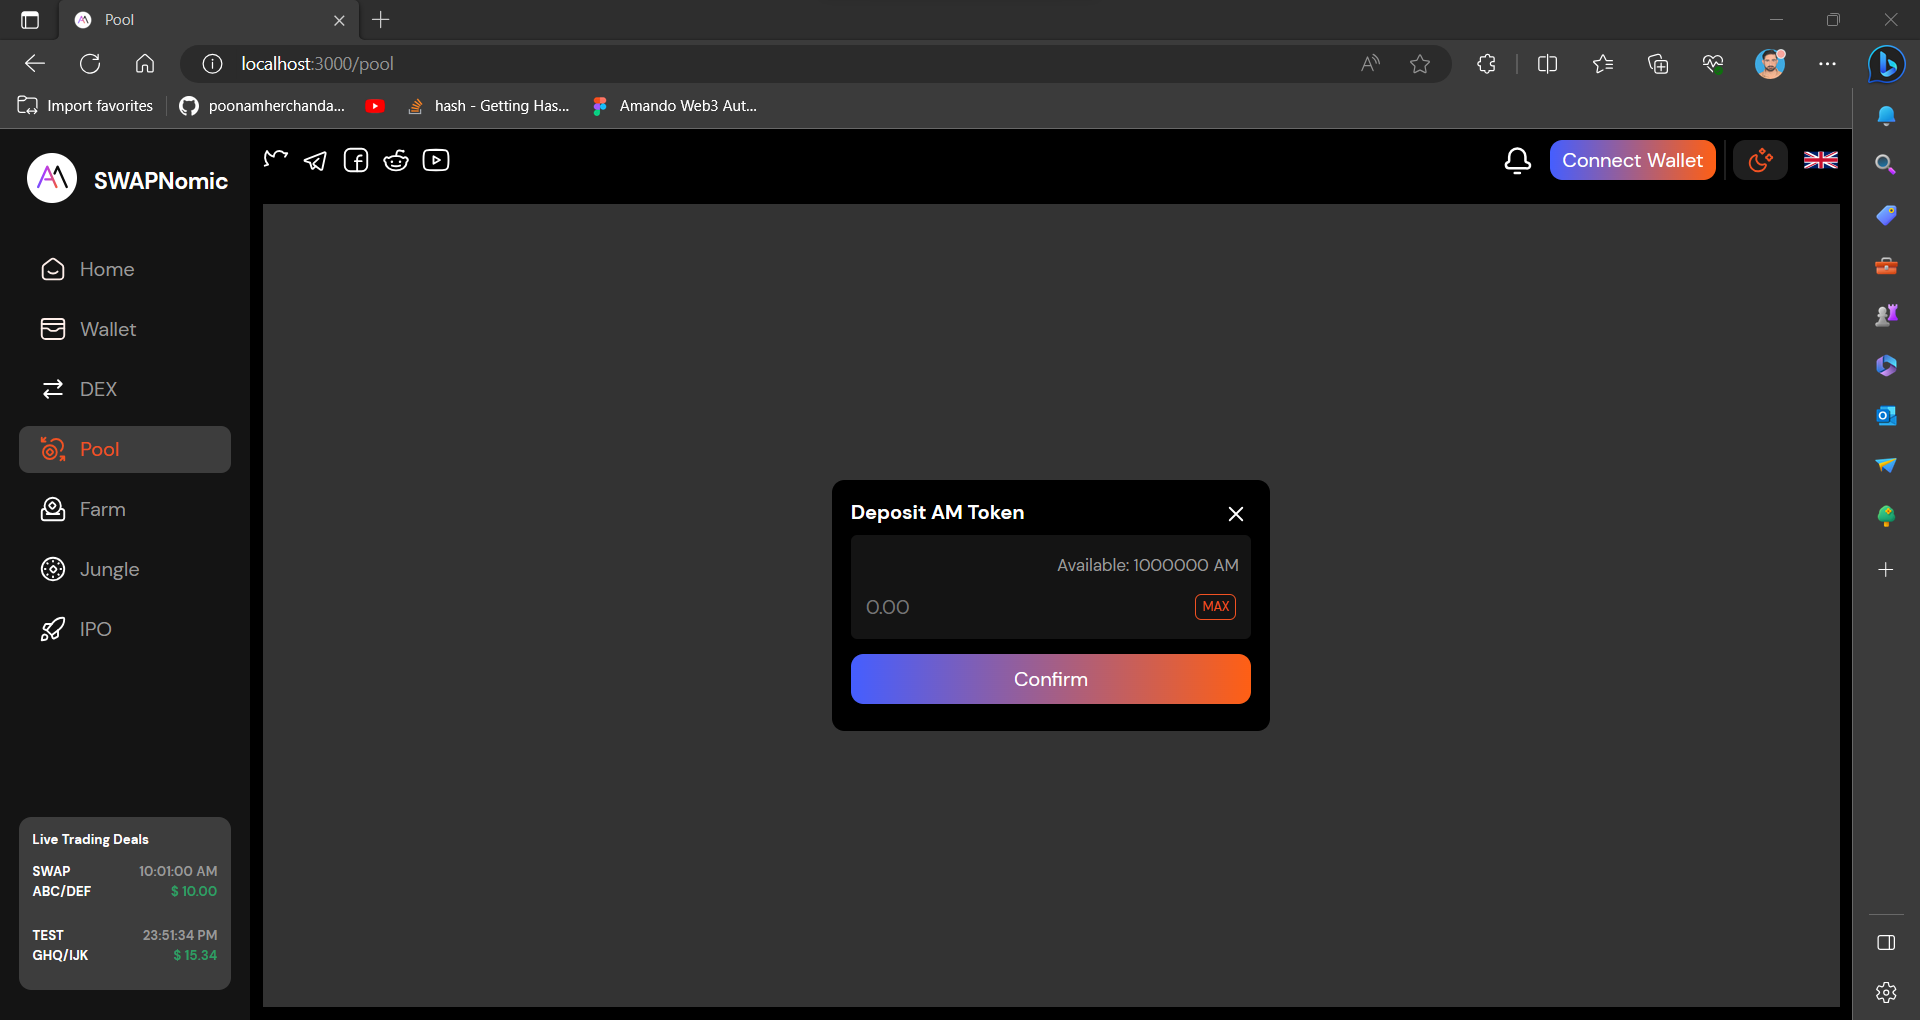 Pool
localhost:3000/pool
Import favorites
poonamherchanda...
hash - Getting Has...
Amando Web3 Aut...
SWAPNomic
Connect Wallet
Home
Wallet
DEX
Pool
Farm
Jungle
IPO
Deposit AM Token
Available: 1000000 AM
0.00
MAX
Confirm
Live Trading Deals
SWAP 10:01:00 AM
ABC/DEF $ 10.00
TEST 23:51:34 PM
GHQ/IJK $ 15.34